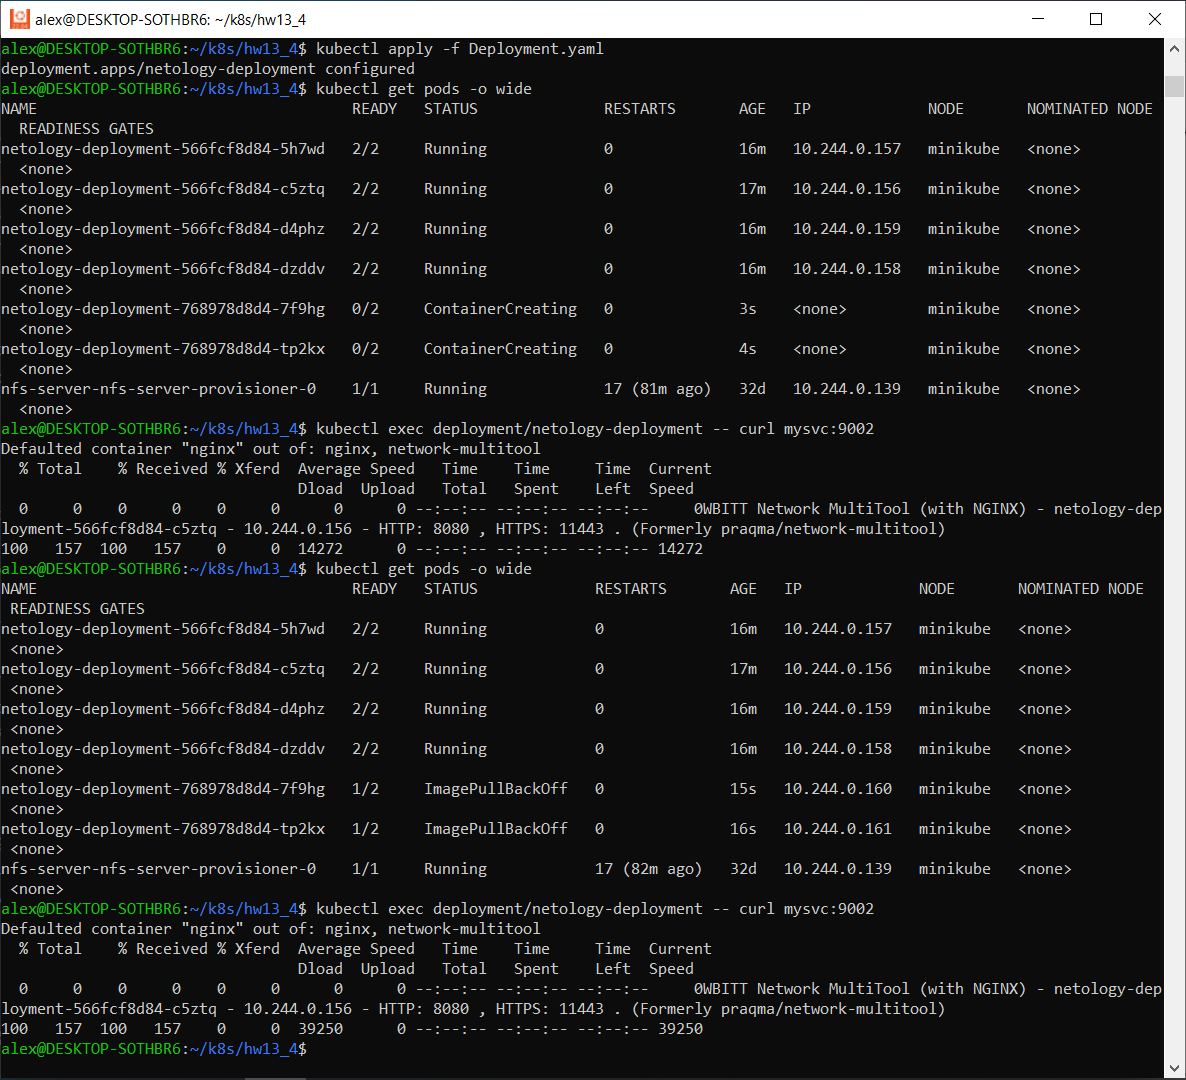 alex@DESKTOP-SOTHBR6: ~/k8s/hw13_4
alex@DESKTOP-SOTHBR6:~/k8s/hw13_4$ kubectl apply -f Deployment.yaml
deployment.apps/netology-deployment configured
alex@DESKTOP-SOTHBR6:~/k8s/hw13_4$ kubectl get pods -o wide
NAME                                   READY   STATUS              RESTARTS       AGE   IP             NODE       NOMINATED NODE
  READINESS GATES
netology-deployment-566fcf8d84-5h7wd   2/2     Running             0              16m   10.244.0.157   minikube   <none>
  <none>
netology-deployment-566fcf8d84-c5ztq   2/2     Running             0              17m   10.244.0.156   minikube   <none>
  <none>
netology-deployment-566fcf8d84-d4phz   2/2     Running             0              16m   10.244.0.159   minikube   <none>
  <none>
netology-deployment-566fcf8d84-dzddv   2/2     Running             0              16m   10.244.0.158   minikube   <none>
  <none>
netology-deployment-768978d8d4-7f9hg   0/2     ContainerCreating   0              3s    <none>         minikube   <none>
  <none>
netology-deployment-768978d8d4-tp2kx   0/2     ContainerCreating   0              4s    <none>         minikube   <none>
  <none>
nfs-server-nfs-server-provisioner-0    1/1     Running             17 (81m ago)   32d   10.244.0.139   minikube   <none>
  <none>
alex@DESKTOP-SOTHBR6:~/k8s/hw13_4$ kubectl exec deployment/netology-deployment -- curl mysvc:9002
Defaulted container "nginx" out of: nginx, network-multitool
  % Total    % Received % Xferd  Average Speed   Time    Time     Time  Current
                                 Dload  Upload   Total   Spent    Left  Speed
  0     0    0     0    0     0      0      0 --:--:-- --:--:-- --:--:--     0WBITT Network MultiTool (with NGINX) - netology-dep
loyment-566fcf8d84-c5ztq - 10.244.0.156 - HTTP: 8080 , HTTPS: 11443 . (Formerly praqma/network-multitool)
100   157  100   157    0     0  14272      0 --:--:-- --:--:-- --:--:-- 14272
alex@DESKTOP-SOTHBR6:~/k8s/hw13_4$ kubectl get pods -o wide
NAME                                   READY   STATUS             RESTARTS       AGE   IP             NODE       NOMINATED NODE
 READINESS GATES
netology-deployment-566fcf8d84-5h7wd   2/2     Running            0              16m   10.244.0.157   minikube   <none>
 <none>
netology-deployment-566fcf8d84-c5ztq   2/2     Running            0              17m   10.244.0.156   minikube   <none>
 <none>
netology-deployment-566fcf8d84-d4phz   2/2     Running            0              16m   10.244.0.159   minikube   <none>
 <none>
netology-deployment-566fcf8d84-dzddv   2/2     Running            0              16m   10.244.0.158   minikube   <none>
 <none>
netology-deployment-768978d8d4-7f9hg   1/2     ImagePullBackOff   0              15s   10.244.0.160   minikube   <none>
 <none>
netology-deployment-768978d8d4-tp2kx   1/2     ImagePullBackOff   0              16s   10.244.0.161   minikube   <none>
 <none>
nfs-server-nfs-server-provisioner-0    1/1     Running            17 (82m ago)   32d   10.244.0.139   minikube   <none>
 <none>
alex@DESKTOP-SOTHBR6:~/k8s/hw13_4$ kubectl exec deployment/netology-deployment -- curl mysvc:9002
Defaulted container "nginx" out of: nginx, network-multitool
  % Total    % Received % Xferd  Average Speed   Time    Time     Time  Current
                                 Dload  Upload   Total   Spent    Left  Speed
  0     0    0     0    0     0      0      0 --:--:-- --:--:-- --:--:--     0WBITT Network MultiTool (with NGINX) - netology-dep
loyment-566fcf8d84-c5ztq - 10.244.0.156 - HTTP: 8080 , HTTPS: 11443 . (Formerly praqma/network-multitool)
100   157  100   157    0     0  39250      0 --:--:-- --:--:-- --:--:-- 39250
alex@DESKTOP-SOTHBR6:~/k8s/hw13_4$